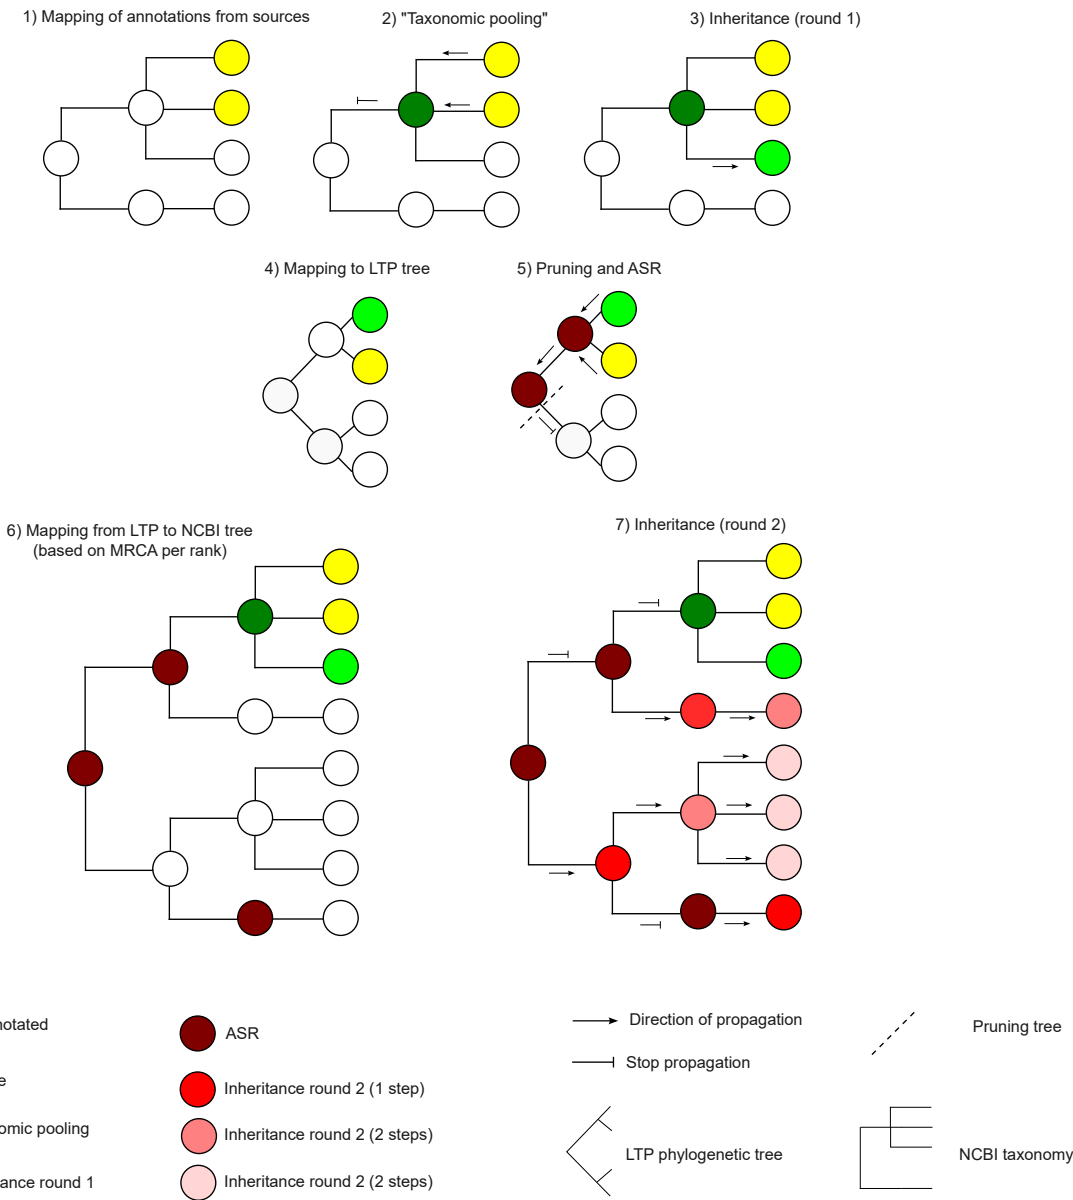 1) Mapping of annotations from sources
2) "Taxonomic pooling"
3) Inheritance (round 1)
4) Mapping to LTP tree
5) Pruning and ASR
6) Mapping from LTP to NCBI tree
(based on MRCA per rank)
7) Inheritance (round 2)
notated
e
omic pooling
ance round 1
ASR
Inheritance round 2 (1 step)
Inheritance round 2 (2 steps)
Inheritance round 2 (2 steps)
Direction of propagation
Stop propagation
LTP phylogenetic tree
Pruning tree
NCBI taxonomy